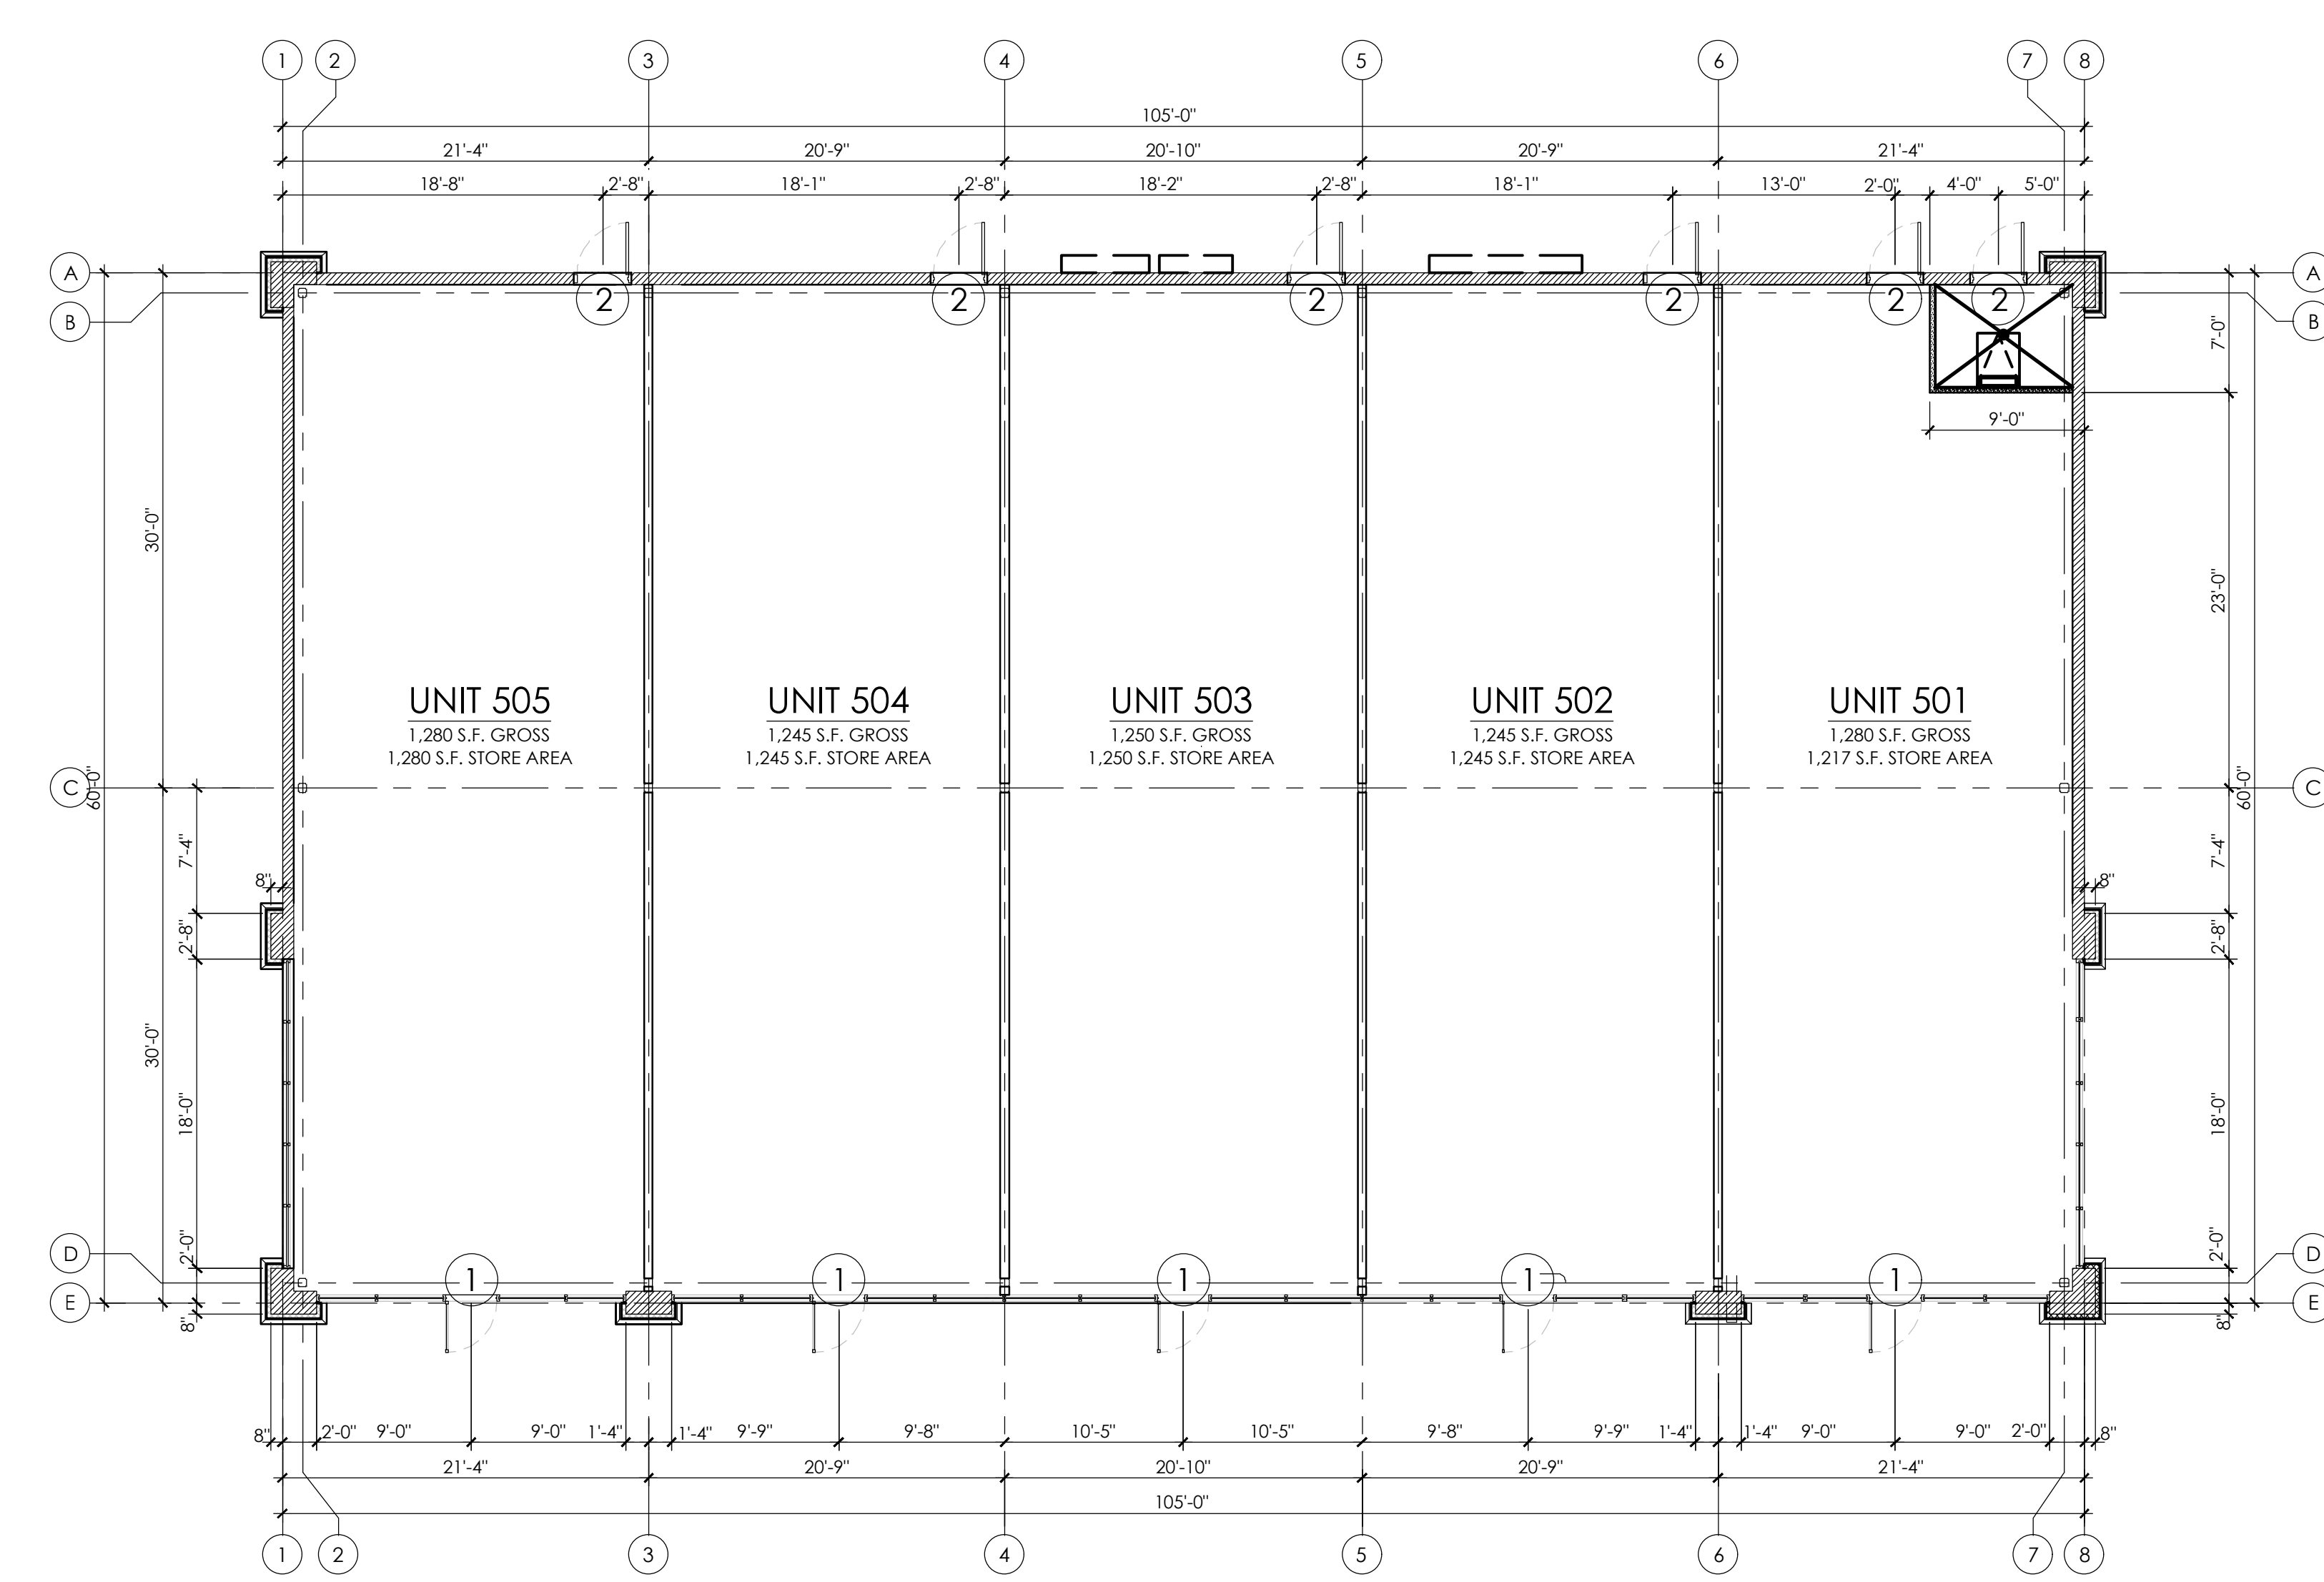 1 2 3 4 5 6 7 8
105'-0"
21'-4" 20'-9" 20'-10" 20'-9" 21'-4"
18'-8" 2'-8" 18'-1" 2'-8" 18'-2" 2'-8" 18'-1" 13'-0" 2'-0" 4'-0" 5'-0"
A A
2 2 2 2 2 2
B B
7'-0"
9'-0"
30'-0"
23'-0"
UNIT 505
1,280 S.F. GROSS
1,280 S.F. STORE AREA
UNIT 504
1,245 S.F. GROSS
1,245 S.F. STORE AREA
UNIT 503
1,250 S.F. GROSS
1,250 S.F. STORE AREA
UNIT 502
1,245 S.F. GROSS
1,245 S.F. STORE AREA
UNIT 501
1,280 S.F. GROSS
1,217 S.F. STORE AREA
C 60'-0" 60'-0" C
7'-4" 7'-4"
8" 8"
2'-8" 2'-8"
30'-0"
18'-0" 18'-0"
2'-0" 2'-0"
D D
1 1 1 1 1
E E
8" 8"
8" 2'-0" 9'-0" 9'-0" 1'-4" 1'-4" 9'-9" 9'-8" 10'-5" 10'-5" 9'-8" 9'-9" 1'-4" 1'-4" 9'-0" 9'-0" 2'-0" 8"
21'-4" 20'-9" 20'-10" 20'-9" 21'-4"
105'-0"
1 2 3 4 5 6 7 8